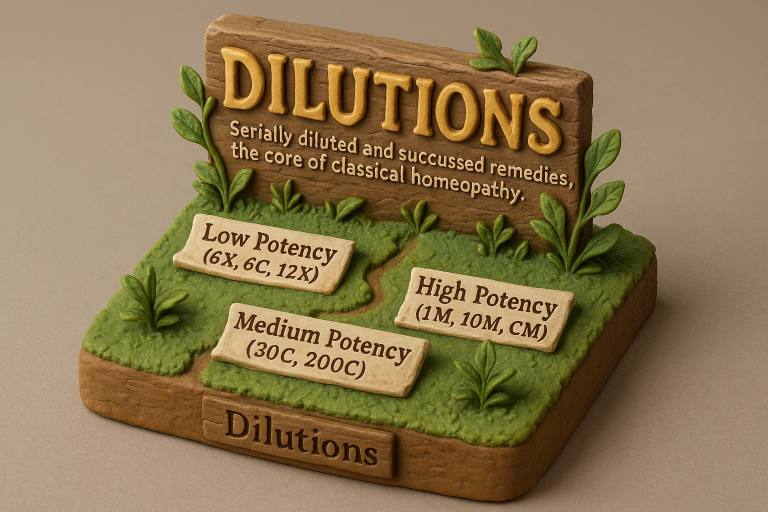 DILUTIONS
Serially diluted and succussed remedies,
the core of classical homeopathy.
Low Potency
(6X, 6C, 12X)
High Potency
(1M, 10M, CM)
Medium Potency
(30C, 200C)
Dilutions